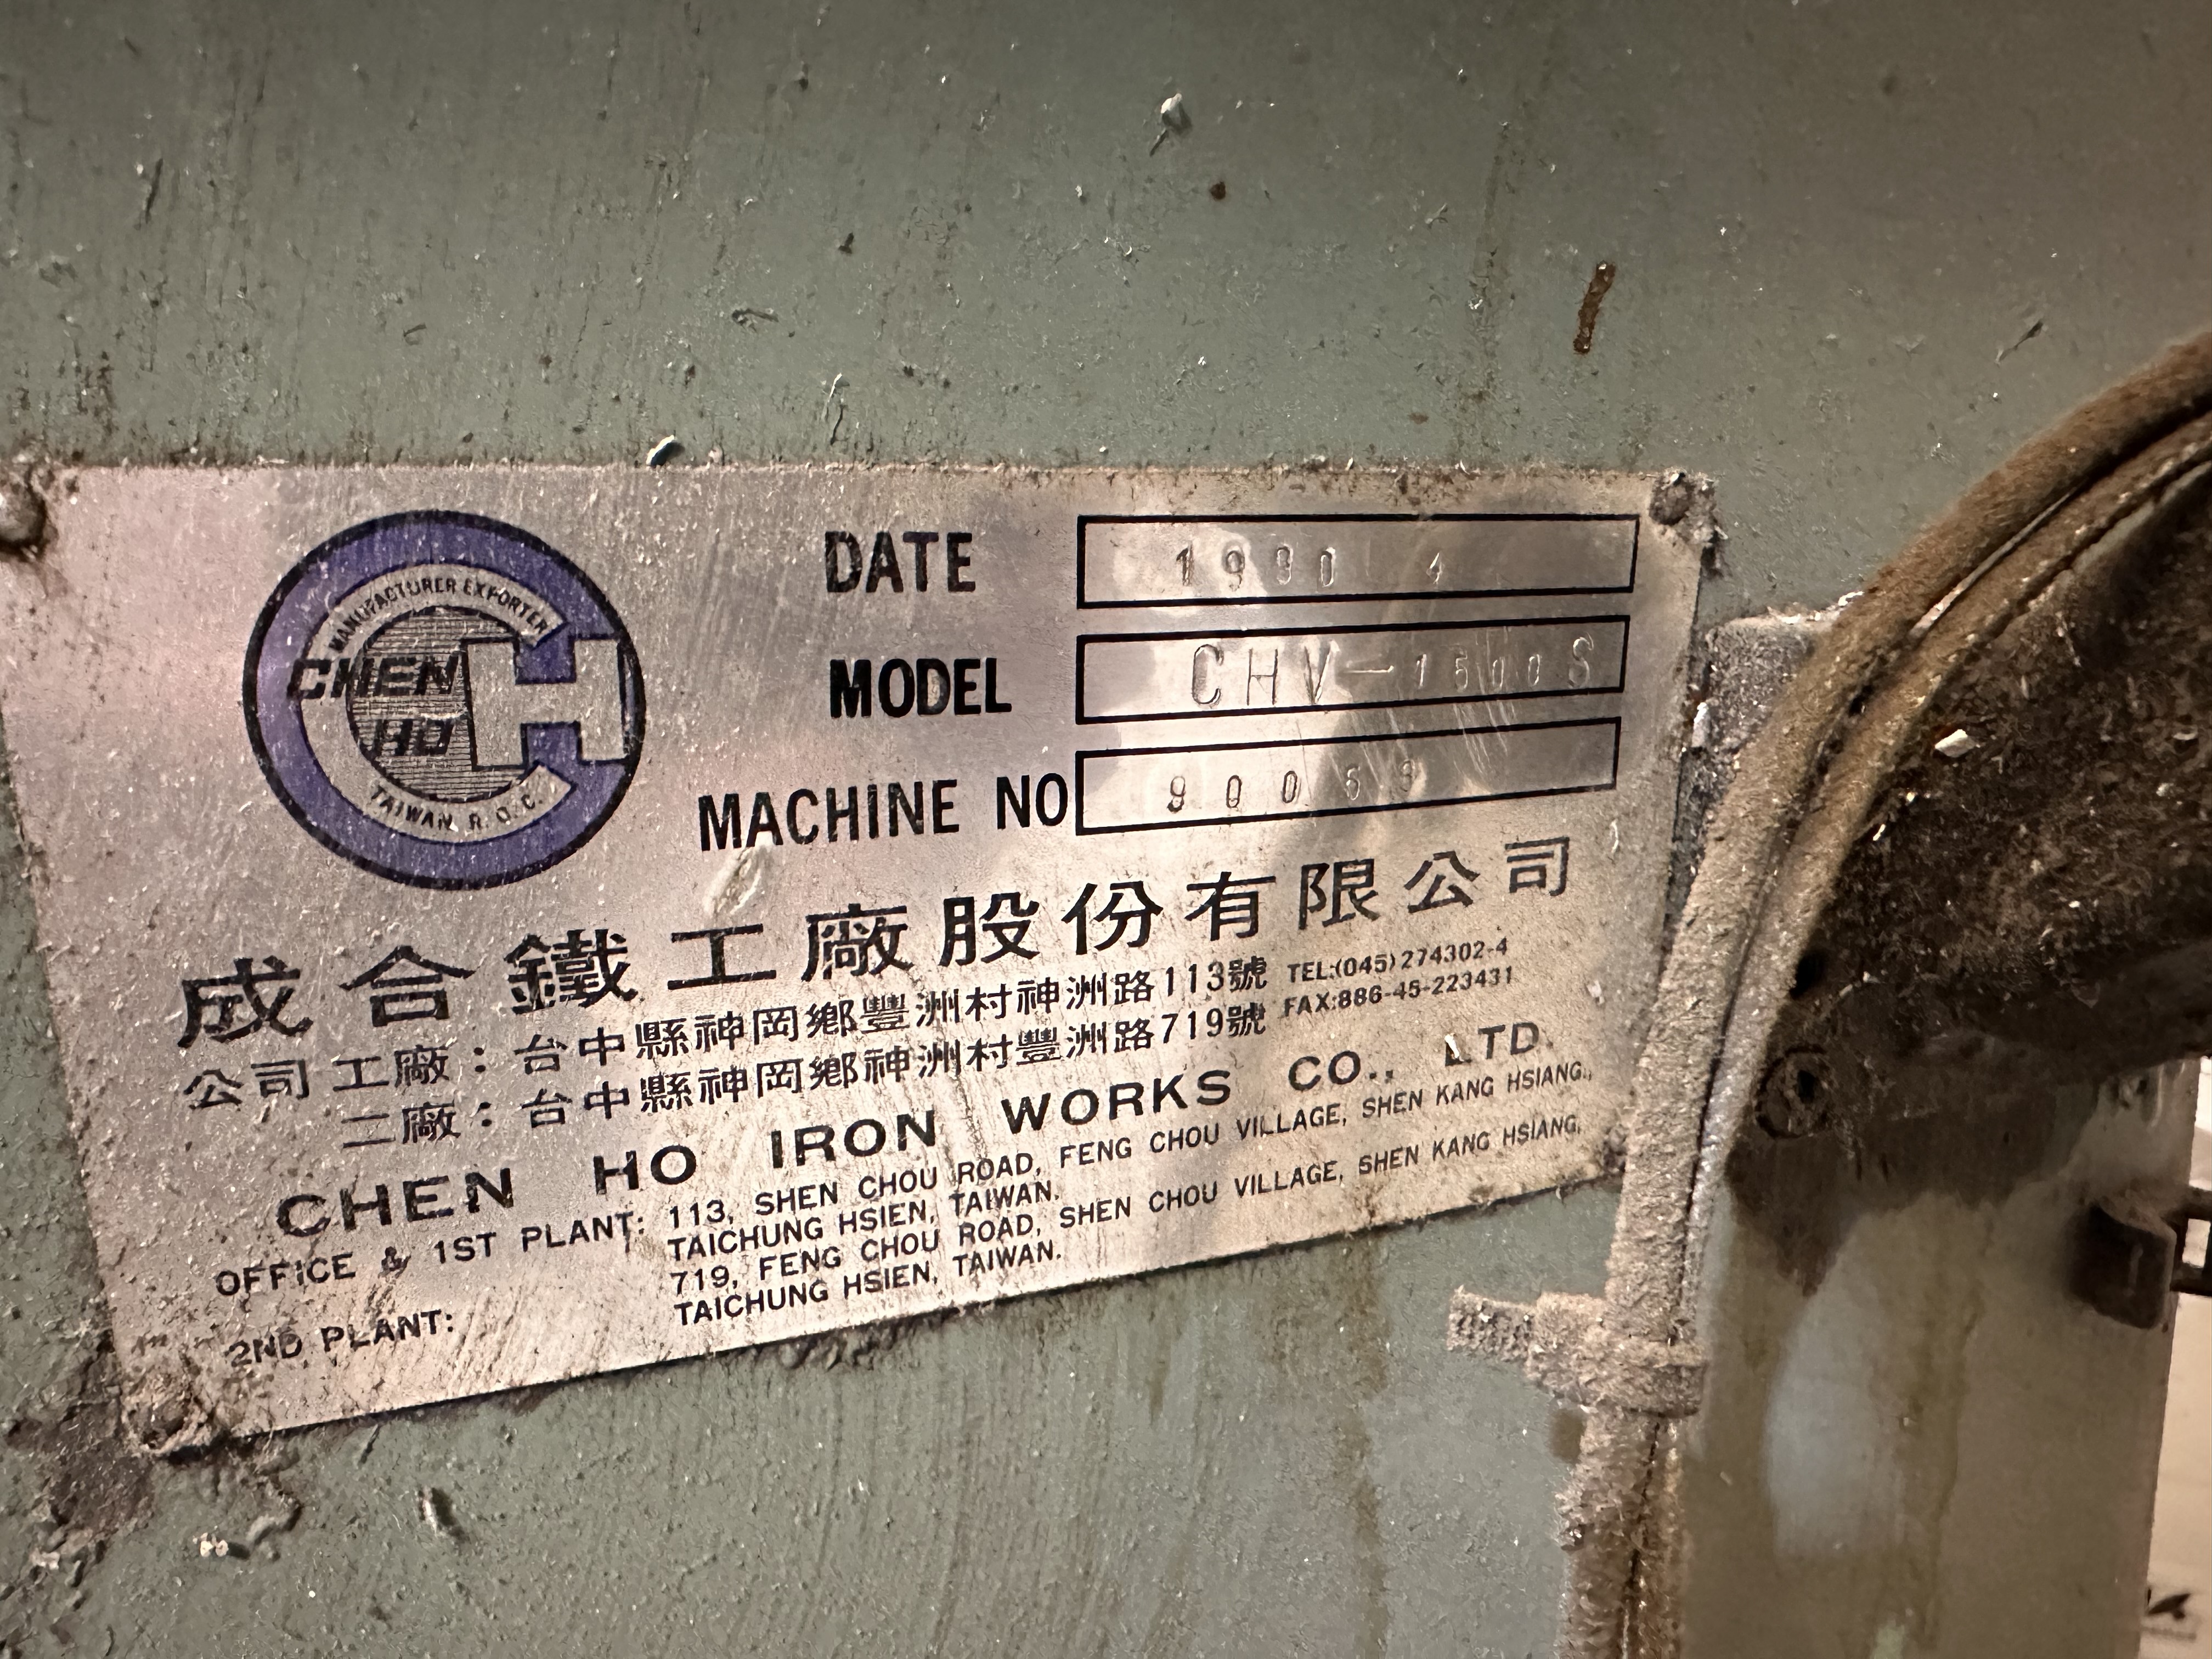 MANUFACTURER EXPORTER
CHEN
HO
CH
TAIWAN, R. O. C.
DATE 1990 4
MODEL CHV-1500S
MACHINE NO
成合鐵工廠股份有限公司
公司工廠：台中縣神岡鄉豐洲村神洲路113號 TEL:(045)274302-4
二廠：台中縣神岡鄉神洲村豐洲路719號 FAX:886-45-223431
CHEN HO IRON WORKS CO., LTD.
OFFICE & 1ST PLANT: 113, SHEN CHOU ROAD, FENG CHOU VILLAGE, SHEN KANG HSIANG.,
TAICHUNG HSIEN, TAIWAN.
2ND PLANT: 719, FENG CHOU ROAD, SHEN CHOU VILLAGE, SHEN KANG HSIANG,
TAICHUNG HSIEN, TAIWAN.